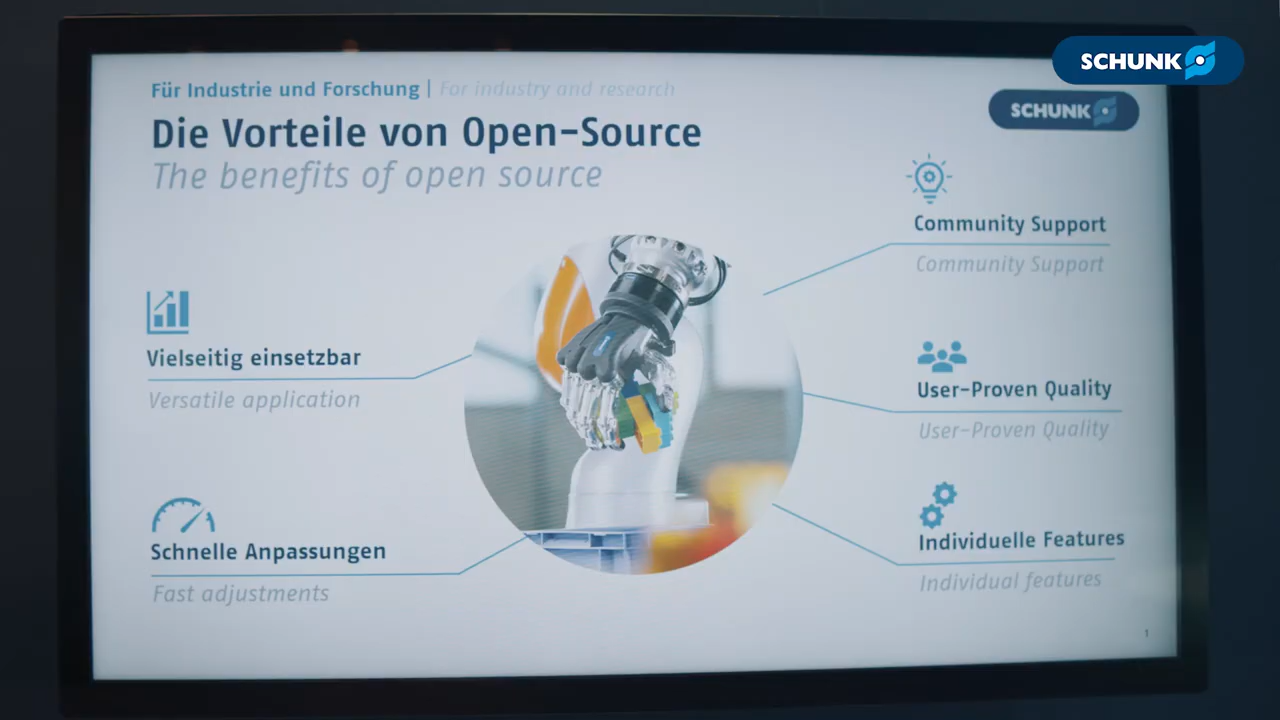 SCHUNK
Für Industrie und Forschung | For industry and research
SCHUNK
Die Vorteile von Open-Source
The benefits of open source
Community Support
Community Support
Vielseitig einsetzbar
Versatile application
User-Proven Quality
User-Proven Quality
Schnelle Anpassungen
Fast adjustments
Individuelle Features
Individual features
1